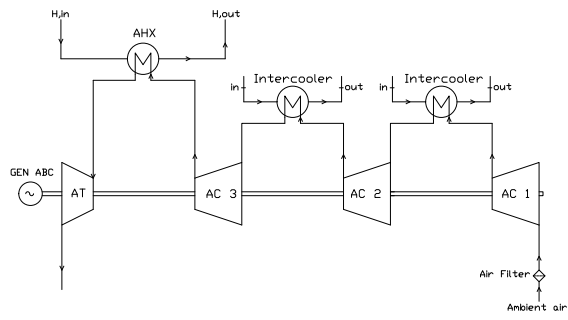 H,in
H,out
AHX
Intercooler
in
out
Intercooler
in
out
GEN ABC
~
AT
AC 3
AC 2
AC 1
Air Filter
Ambient air